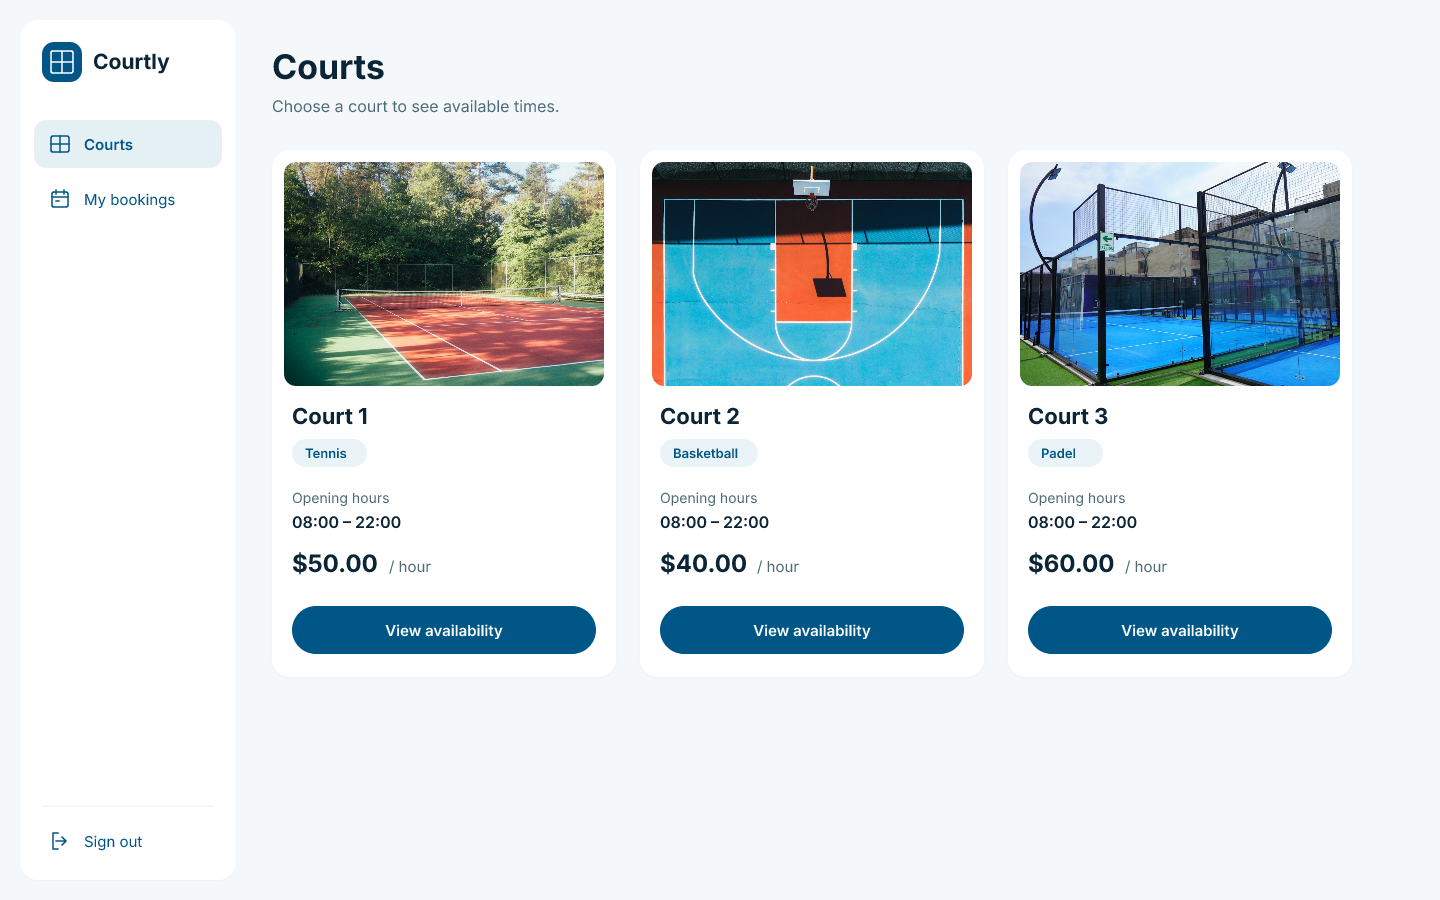 Courtly
Courts
My bookings
Sign out
Courts
Choose a court to see available times.
Court 1
Tennis
Opening hours
08:00 – 22:00
$50.00 / hour
View availability
Court 2
Basketball
Opening hours
08:00 – 22:00
$40.00 / hour
View availability
Court 3
Padel
Opening hours
08:00 – 22:00
$60.00 / hour
View availability